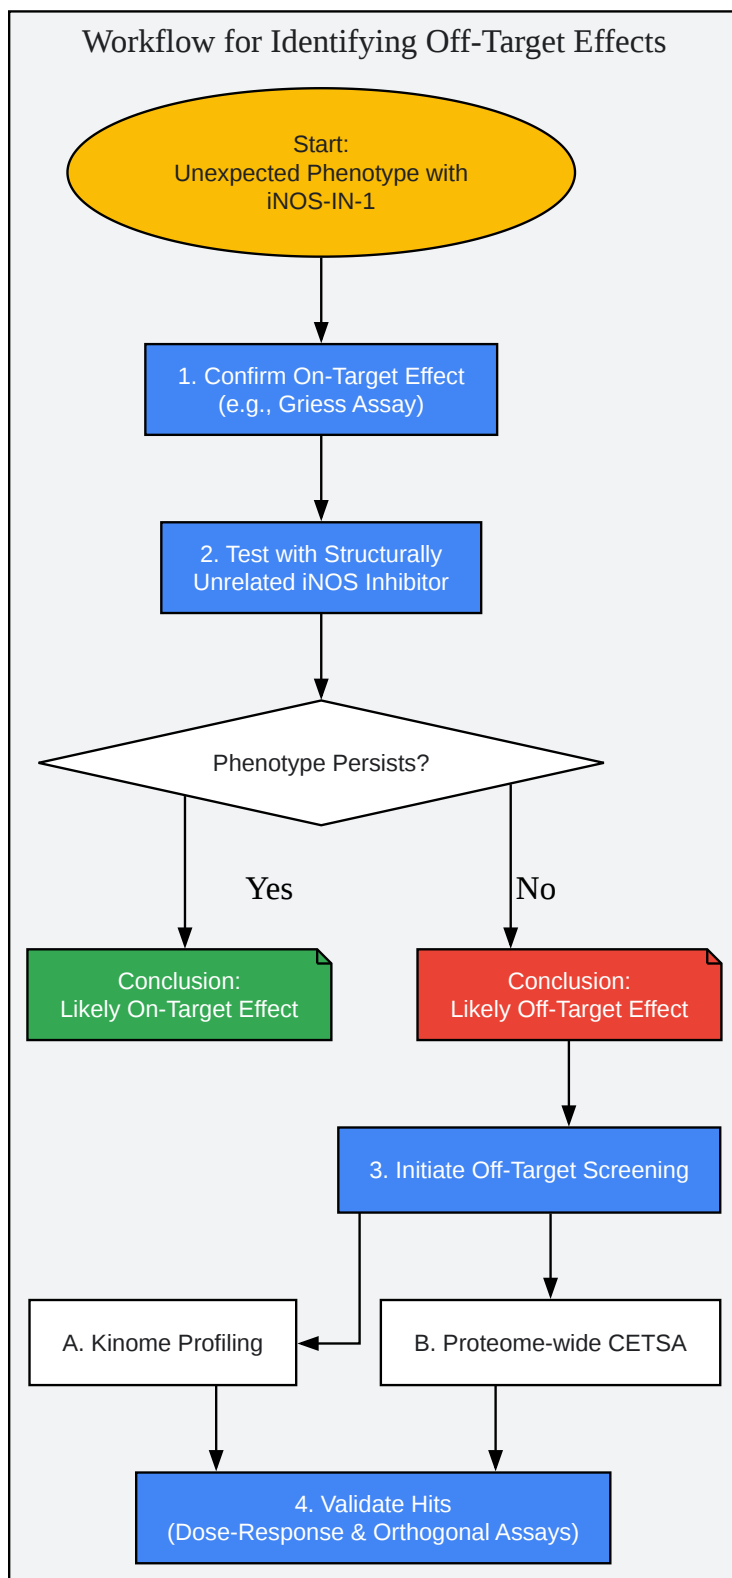 Workflow for Identifying Off-Target Effects
Start:
Unexpected Phenotype with
iNOS-IN-1
1. Confirm On-Target Effect
(e.g., Griess Assay)
2. Test with Structurally
Unrelated iNOS Inhibitor
Phenotype Persists?
Yes
No
Conclusion:
Likely On-Target Effect
Conclusion:
Likely Off-Target Effect
3. Initiate Off-Target Screening
A. Kinome Profiling
B. Proteome-wide CETSA
4. Validate Hits
(Dose-Response & Orthogonal Assays)